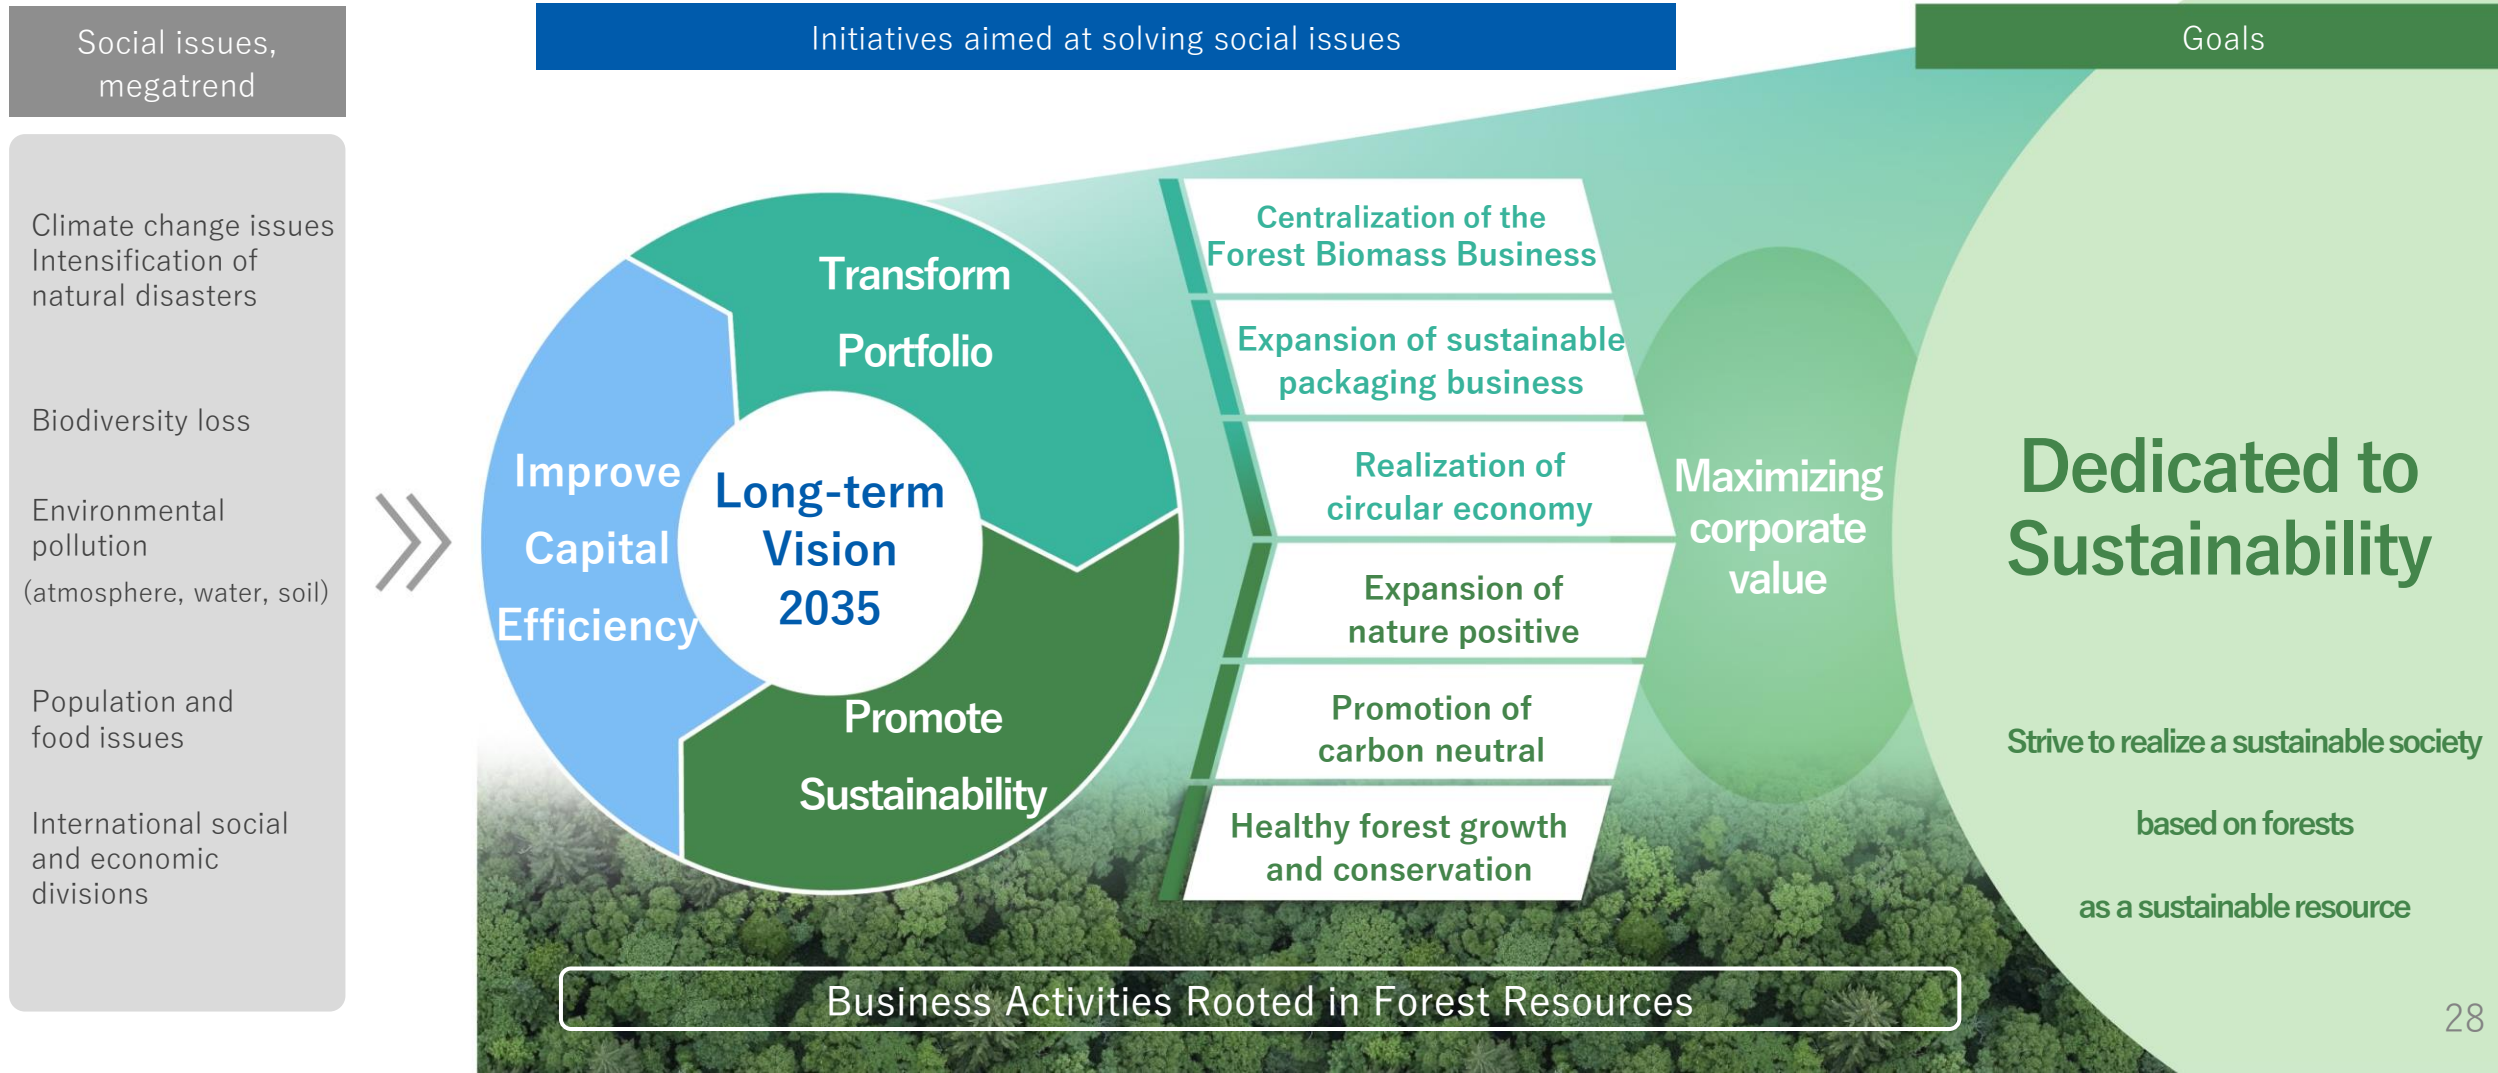 Social issues,
megatrend
Climate change issues
Intensification of
natural disasters
Biodiversity loss
Environmental
pollution
(atmosphere, water, soil)
Population and
food issues
International social
and economic
divisions
Initiatives aimed at solving social issues
Transform
Portfolio
Improve
Capital
Efficiency
Long-term
Vision
2035
Promote
Sustainability
Centralization of the
Forest Biomass Business
Expansion of sustainable
packaging business
Realization of
circular economy
Expansion of
nature positive
Promotion of
carbon neutral
Healthy forest growth
and conservation
Maximizing
corporate
value
Business Activities Rooted in Forest Resources
Goals
Dedicated to
Sustainability
Strive to realize a sustainable society
based on forests
as a sustainable resource
28